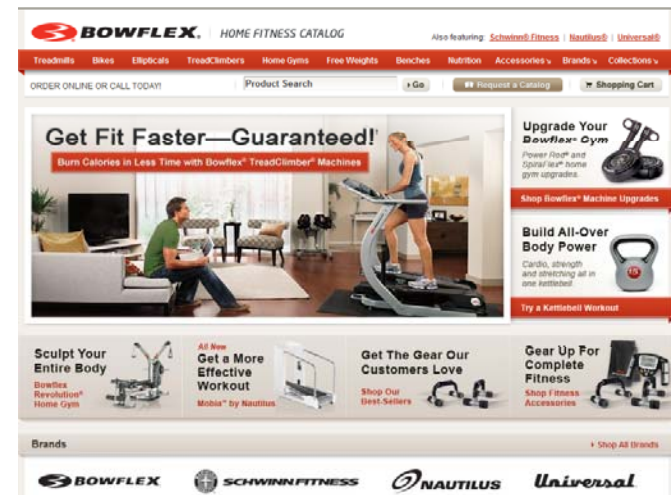 BOWFLEX. HOME FITNESS CATALOG
Also featuring: Schwinn® Fitness | Nautilus® | Universal®
Treadmills Bikes Ellipticals TreadClimbers Home Gyms Free Weights Benches Nutrition Accessories Brands Collections
ORDER ONLINE OR CALL TODAY!
Product Search
Go
Request a Catalog
Shopping Cart
Get Fit Faster—Guaranteed!†
Burn Calories in Less Time with Bowflex® TreadClimber® Machines
Upgrade Your
Bowflex® Gym
Power Rod® and
SpiraFlex® home
gym upgrades.
Shop Bowflex® Machine Upgrades
Build All-Over
Body Power
Cardio, strength
and stretching all in
one kettlebell
15
Try a Kettlebell Workout
Sculpt Your
Entire Body
Bowflex
Revolution®
Home Gym
All New
Get a More
Effective
Workout
Mobia™ by Nautilus
Get The Gear Our
Customers Love
Shop Our
Best-Sellers
Gear Up For
Complete
Fitness
Shop Fitness
Accessories
Brands
Shop All Brands
BOWFLEX
SCHWINN FITNESS
NAUTILUS
Universal